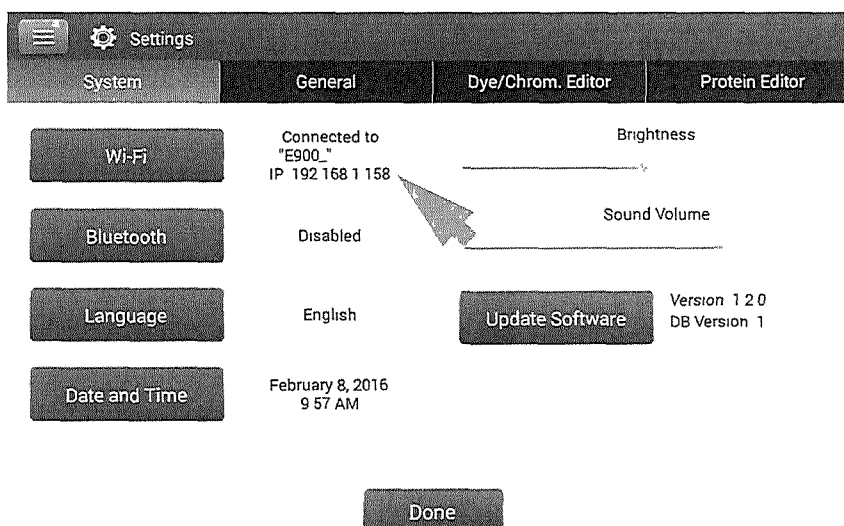 Settings
System General Dye/Chrom. Editor Protein Editor
Wi-Fi
Connected to
"E900_"
IP 192 168 1 158
Brightness
Bluetooth
Disabled
Sound Volume
Language
English
Update Software
Version 1 2 0
DB Version 1
Date and Time
February 8, 2016
9 57 AM
Done